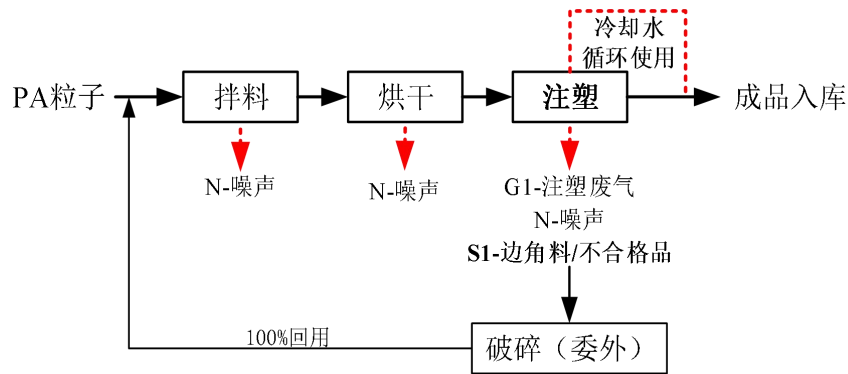 冷却水
循环使用
PA粒子
拌料
烘干
注塑
成品入库
N-噪声
N-噪声
G1-注塑废气
N-噪声
S1-边角料/不合格品
100%回用
破碎（委外）